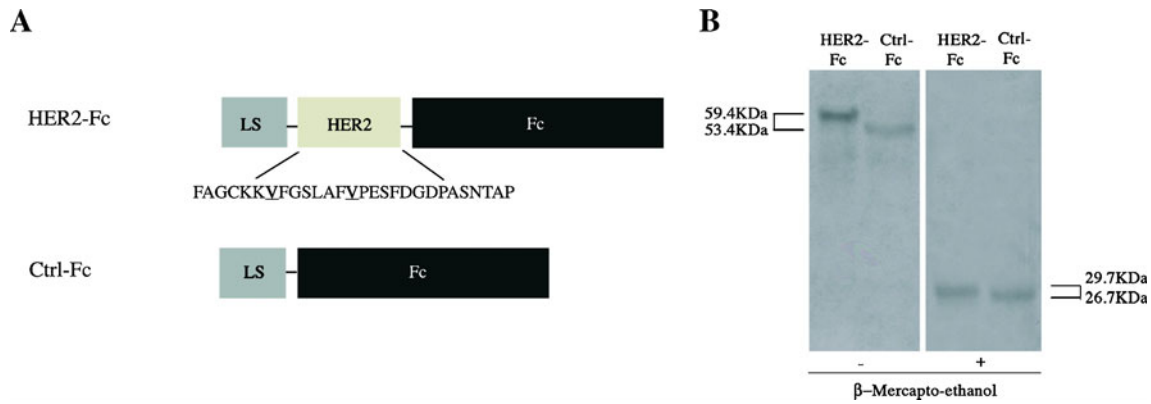 A
HER2-Fc
LS
HER2
Fc
FAGCKKVFGSLAFVPESFDGDPASNTAP
Ctrl-Fc
LS
Fc
B
HER2-
Fc
Ctrl-
Fc
HER2-
Fc
Ctrl-
Fc
59.4KDa
53.4KDa
29.7KDa
26.7KDa
- +
β-Mercapto-ethanol